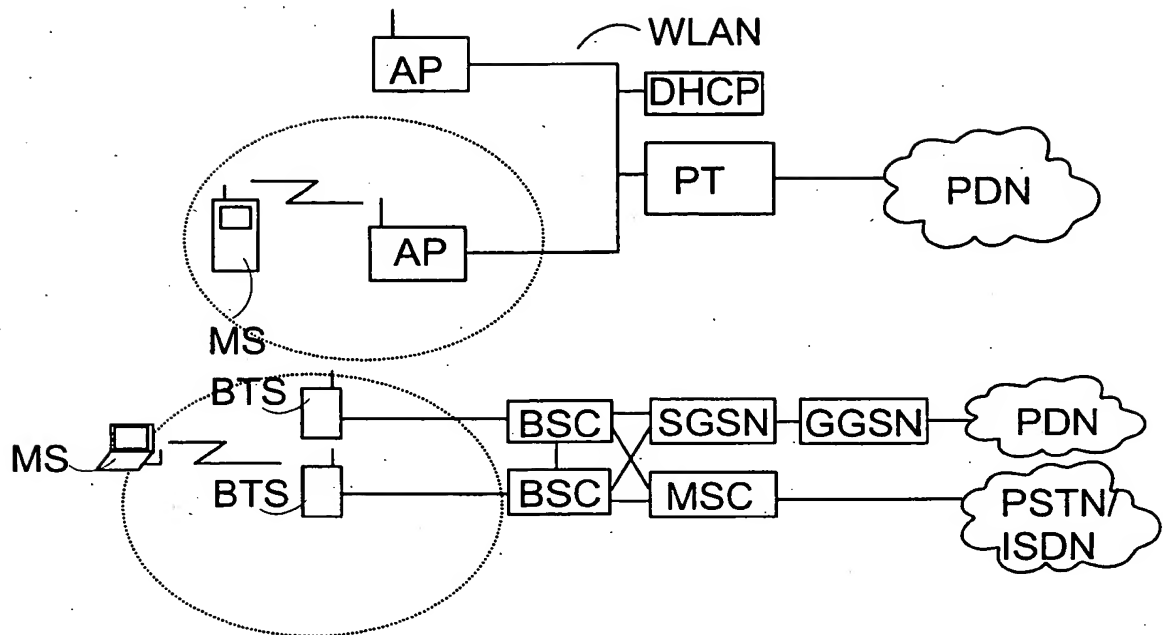 WLAN
AP
DHCP
PT
PDN
AP
MS
BTS
BSC
SGSN
GGSN
PDN
MS
BTS
BSC
MSC
PSTN/
ISDN